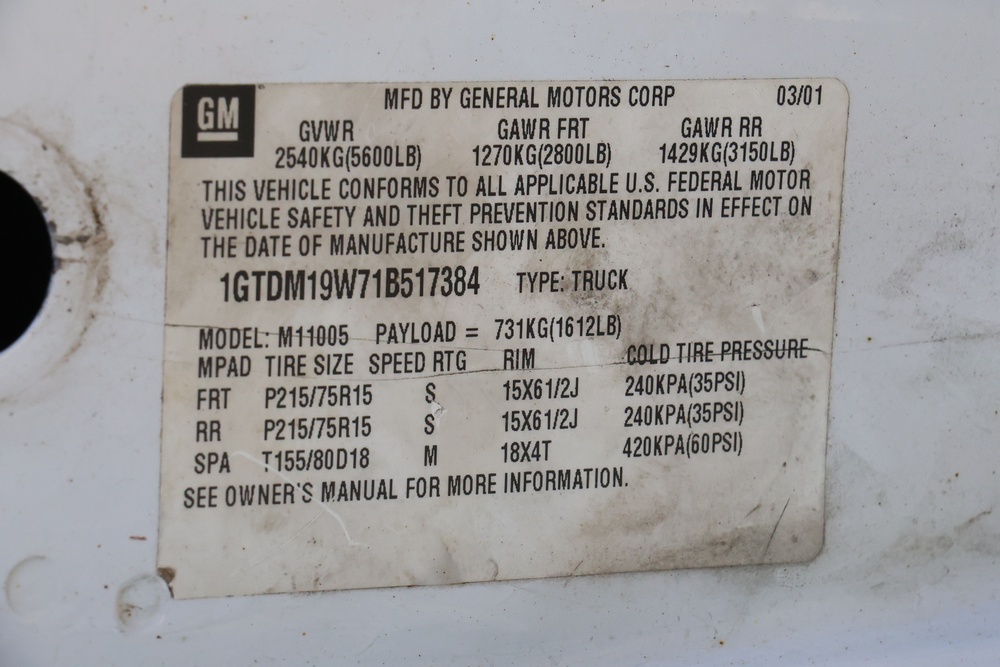 GM MFD BY GENERAL MOTORS CORP 03/01
GVWR GAWR FRT GAWR RR
2540KG(5600LB) 1270KG(2800LB) 1429KG(3150LB)
THIS VEHICLE CONFORMS TO ALL APPLICABLE U.S. FEDERAL MOTOR
VEHICLE SAFETY AND THEFT PREVENTION STANDARDS IN EFFECT ON
THE DATE OF MANUFACTURE SHOWN ABOVE.
1GTDM19W71B517384 TYPE: TRUCK
MODEL: M11005 PAYLOAD = 731KG(1612LB)
MPAD TIRE SIZE SPEED RTG RIM COLD TIRE PRESSURE
FRT P215/75R15 S 15X61/2J 240KPA(35PSI)
RR P215/75R15 S 15X61/2J 240KPA(35PSI)
SPA T155/80D18 M 18X4T 420KPA(60PSI)
SEE OWNER'S MANUAL FOR MORE INFORMATION.